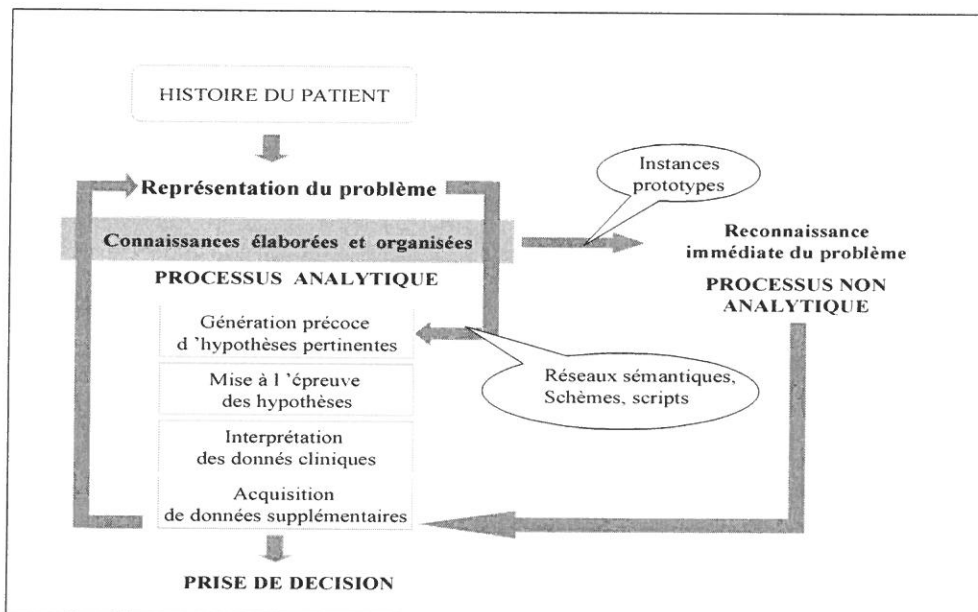 HISTOIRE DU PATIENT
Représentation du problème
Instances
prototypes
Connaissances élaborées et organisées
Reconnaissance
immédiate du problème
PROCESSUS ANALYTIQUE
PROCESSUS NON
ANALYTIQUE
Génération précoce
d 'hypothèses pertinentes
Mise à l 'épreuve
des hypothèses
Réseaux sémantiques,
Schèmes, scripts
Interprétation
des donnés cliniques
Acquisition
de données supplémentaires
PRISE DE DECISION